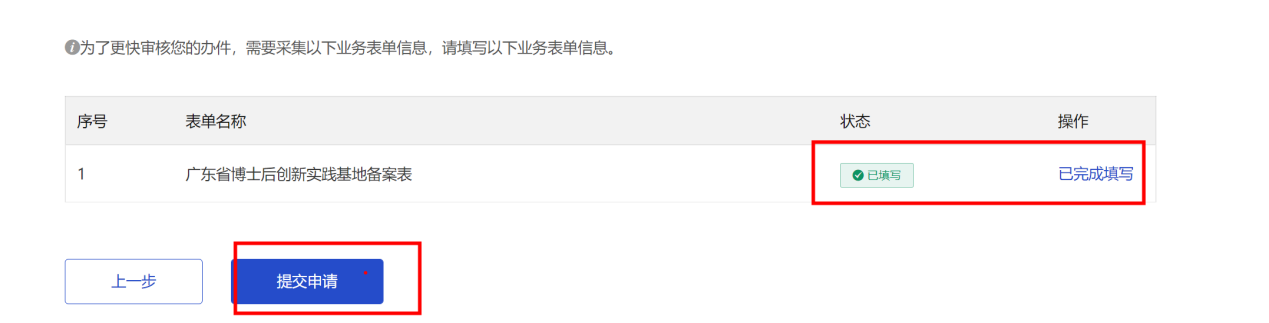 为了更快审核您的办件，需要采集以下业务表单信息，请填写以下业务表单信息。
序号 表单名称 状态 操作
1 广东省博士后创新实践基地备案表 已填写 已完成填写
上一步 提交申请